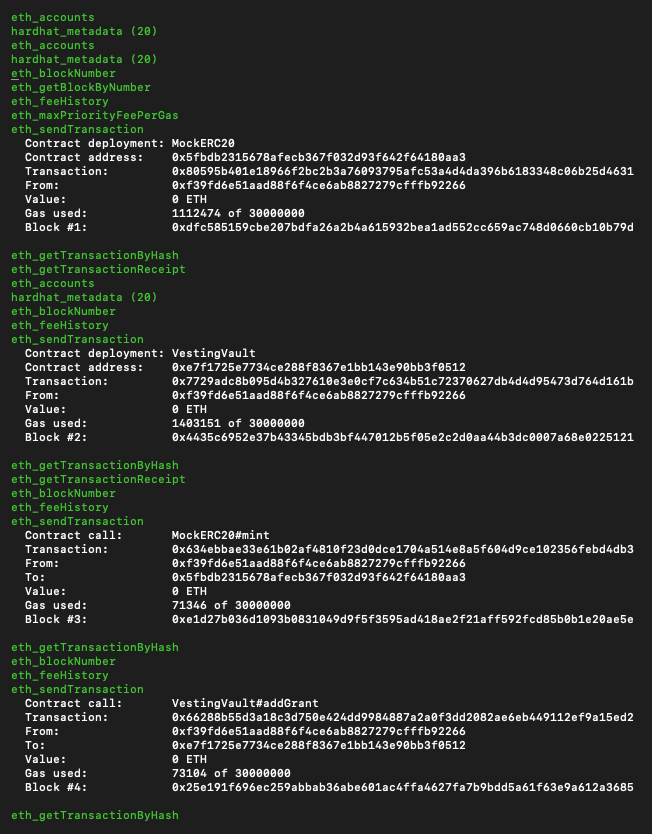 eth_accounts
hardhat_metadata (20)
eth_accounts
hardhat_metadata (20)
eth_blockNumber
eth_getBlockByNumber
eth_feeHistory
eth_maxPriorityFeePerGas
eth_sendTransaction
Contract deployment: MockERC20
Contract address: 0x5fbdb2315678afecb367f032d93f642f64180aa3
Transaction: 0x80595b401e18966f2bc2b3a76093795afc53a4d4da396b6183348c06b25d4631
From: 0xf39fd6e51aad88f6f4ce6ab8827279cfffb92266
Value: 0 ETH
Gas used: 1112474 of 30000000
Block #1: 0xdfc585159cbe207bdfa26a2b4a615932bea1ad552cc659ac748d0660cb10b79d
eth_getTransactionByHash
eth_getTransactionReceipt
eth_accounts
hardhat_metadata (20)
eth_blockNumber
eth_feeHistory
eth_sendTransaction
Contract deployment: VestingVault
Contract address: 0xe7f1725e7734ce288f8367e1bb143e90bb3f0512
Transaction: 0x7729adc8b095d4b327610e3e0cf7c634b51c72370627db4d4d95473d764d161b
From: 0xf39fd6e51aad88f6f4ce6ab8827279cfffb92266
Value: 0 ETH
Gas used: 1403151 of 30000000
Block #2: 0x4435c6952e37b43345bdb3bf447012b5f05e2c2d0aa44b3dc0007a68e0225121
eth_getTransactionByHash
eth_getTransactionReceipt
eth_blockNumber
eth_feeHistory
eth_sendTransaction
Contract call: MockERC20#mint
Transaction: 0x634ebbae33e61b02af4810f23d0dce1704a514e8a5f604d9ce102356febd4db3
From: 0xf39fd6e51aad88f6f4ce6ab8827279cfffb92266
To: 0x5fbdb2315678afecb367f032d93f642f64180aa3
Value: 0 ETH
Gas used: 71346 of 30000000
Block #3: 0xe1d27b036d1093b0831049d9f5f3595ad418ae2f21aff592fcd85b0b1e20ae5e
eth_getTransactionByHash
eth_blockNumber
eth_feeHistory
eth_sendTransaction
Contract call: VestingVault#addGrant
Transaction: 0x66288b55d3a18c3d750e424dd9984887a2a0f3dd2082ae6eb449112ef9a15ed2
From: 0xf39fd6e51aad88f6f4ce6ab8827279cfffb92266
To: 0xe7f1725e7734ce288f8367e1bb143e90bb3f0512
Value: 0 ETH
Gas used: 73104 of 30000000
Block #4: 0x25e191f696ec259abbab36abe601ac4ffa4627fa7b9bdd5a61f63e9a612a3685
eth_getTransactionByHash